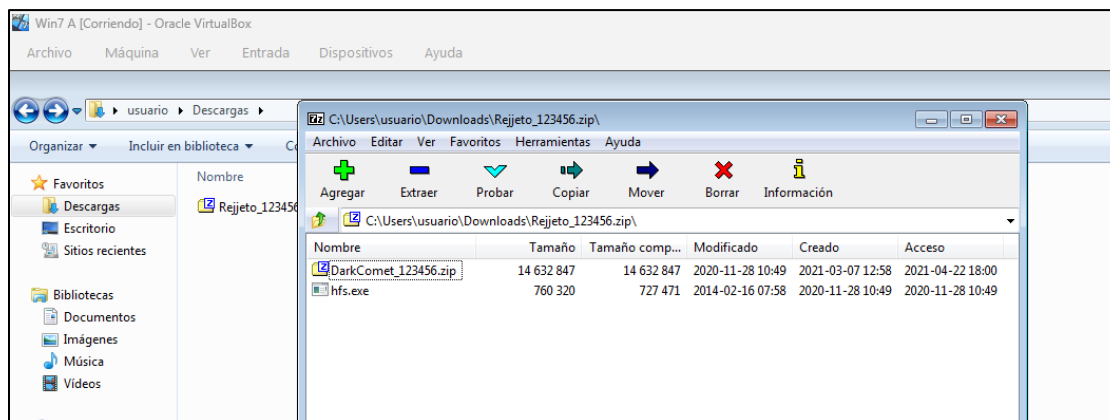 Win7 A [Corriendo] - Oracle VirtualBox
Archivo Máquina Ver Entrada Dispositivos Ayuda
usuario Descargas
Organizar Incluir en biblioteca
Favoritos
Descargas
Escritorio
Sitios recientes
Bibliotecas
Documentos
Imágenes
Música
Vídeos
Nombre
Rejjeto_123456
C:\Users\usuario\Downloads\Rejjeto_123456.zip\
Archivo Editar Ver Favoritos Herramientas Ayuda
Agregar Extraer Probar Copiar Mover Borrar Información
C:\Users\usuario\Downloads\Rejjeto_123456.zip\
Nombre Tamaño Tamaño comp... Modificado Creado Acceso
DarkComet_123456.zip 14 632 847 14 632 847 2020-11-28 10:49 2021-03-07 12:58 2021-04-22 18:00
hfs.exe 760 320 727 471 2014-02-16 07:58 2020-11-28 10:49 2020-11-28 10:49